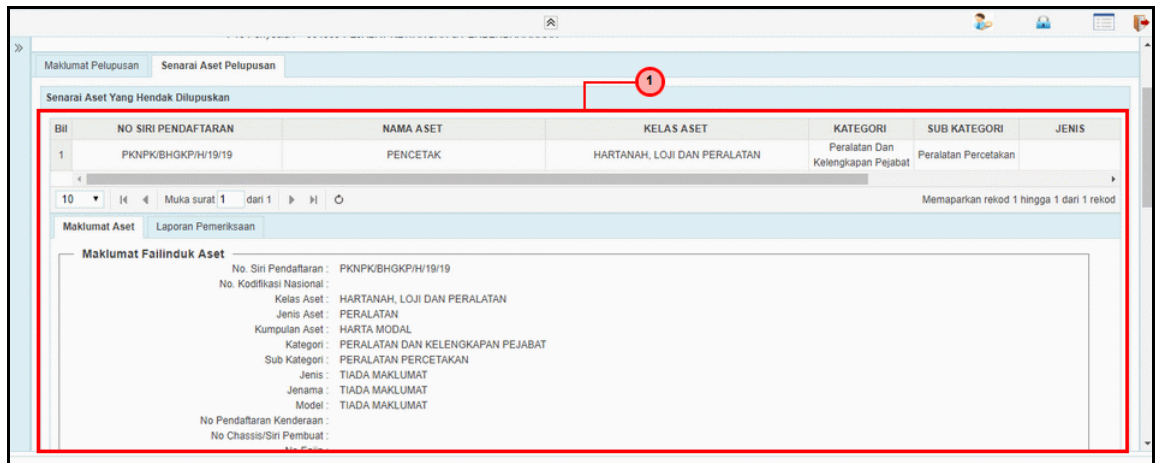 Maklumat Pelupusan Senarai Aset Pelupusan
1
Senarai Aset Yang Hendak Dilupuskan
Bil NO SIRI PENDAFTARAN NAMA ASET KELAS ASET KATEGORI SUB KATEGORI JENIS
1 PKNPK/BHGKP/H/19/19 PENCETAK HARTANAH, LOJI DAN PERALATAN Peralatan Dan Kelengkapan Pejabat Peralatan Percetakan
10 Muka surat 1 dari 1 Memaparkan rekod 1 hingga 1 dari 1 rekod
Maklumat Aset Laporan Pemeriksaan
Maklumat Failinduk Aset
No. Siri Pendaftaran : PKNPK/BHGKP/H/19/19
No. Kodifikasi Nasional :
Kelas Aset : HARTANAH, LOJI DAN PERALATAN
Jenis Aset : PERALATAN
Kumpulan Aset : HARTA MODAL
Kategori : PERALATAN DAN KELENGKAPAN PEJABAT
Sub Kategori : PERALATAN PERCETAKAN
Jenis : TIADA MAKLUMAT
Jenama : TIADA MAKLUMAT
Model : TIADA MAKLUMAT
No Pendaftaran Kenderaan :
No Chassis/Siri Pembuat :